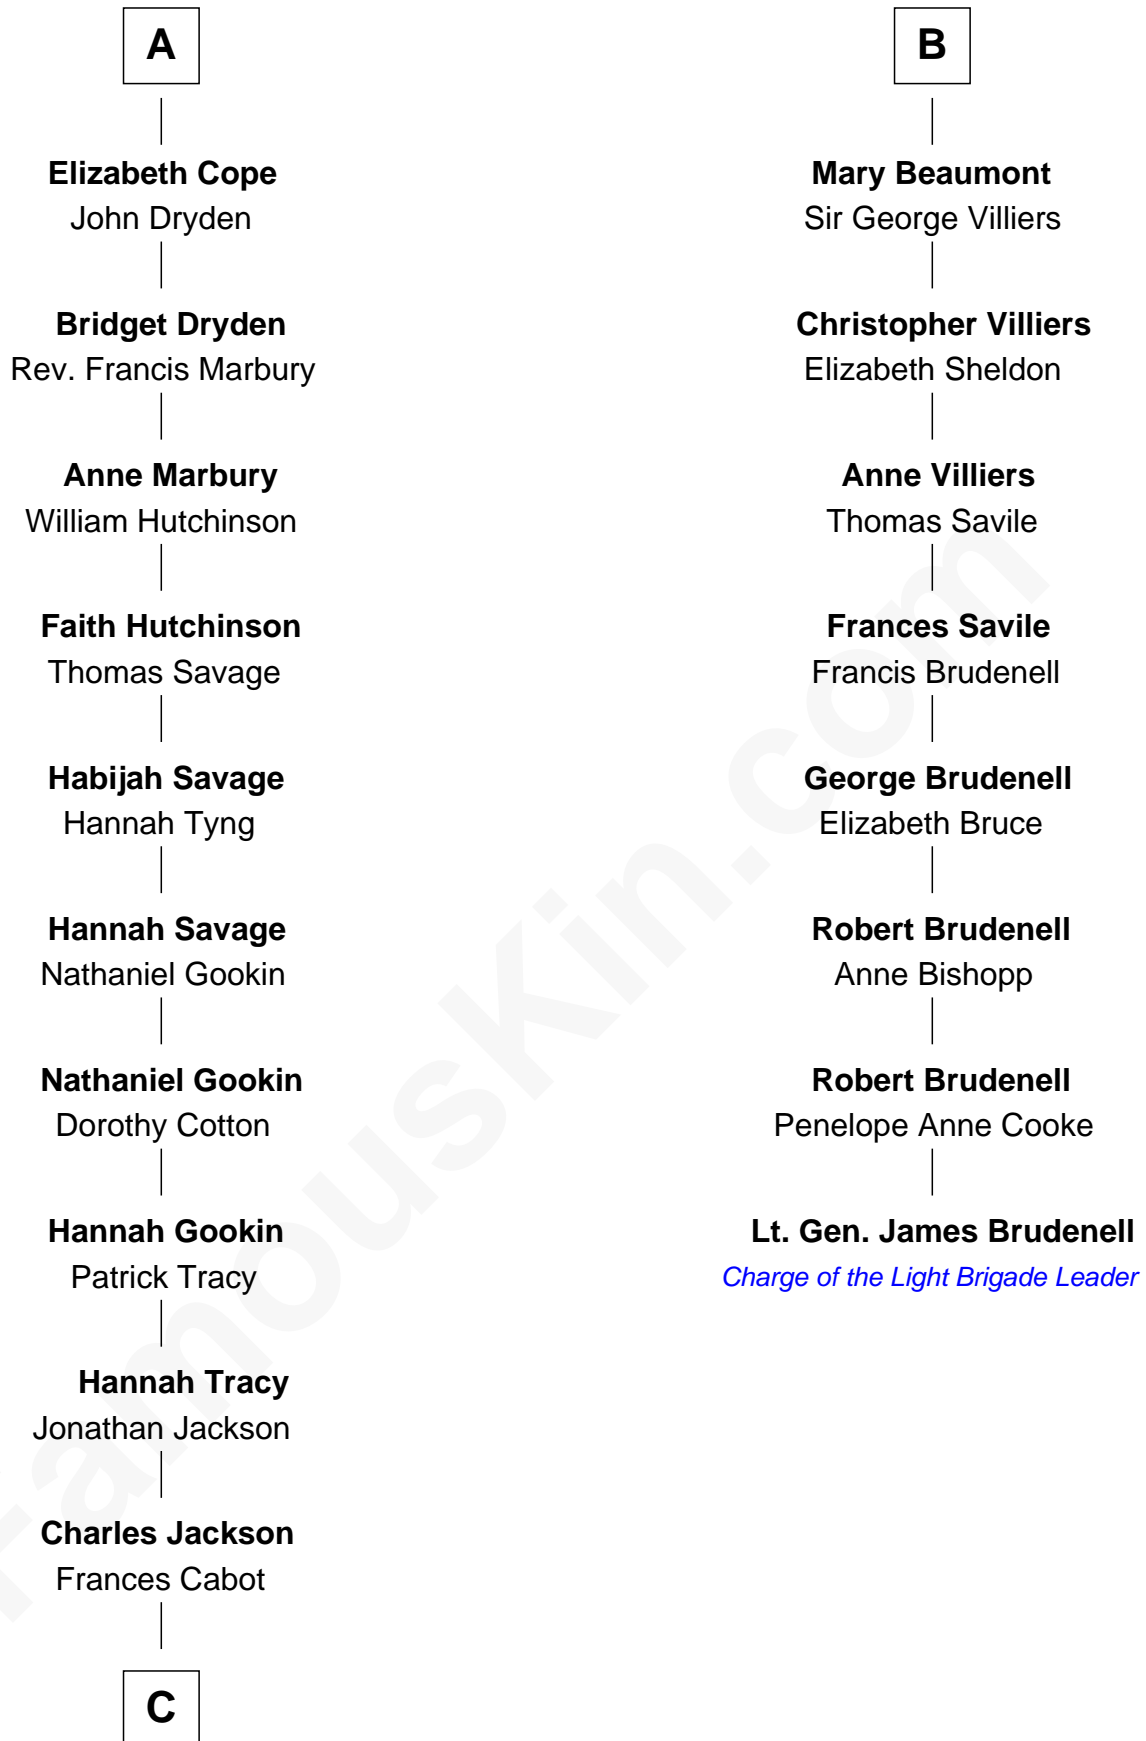 A
Elizabeth Cope
John Dryden
Bridget Dryden
Rev. Francis Marbury
Anne Marbury
William Hutchinson
Faith Hutchinson
Thomas Savage
Habijah Savage
Hannah Tyng
Hannah Savage
Nathaniel Gookin
Nathaniel Gookin
Dorothy Cotton
Hannah Gookin
Patrick Tracy
Hannah Tracy
Jonathan Jackson
Charles Jackson
Frances Cabot
C
B
Mary Beaumont
Sir George Villiers
Christopher Villiers
Elizabeth Sheldon
Anne Villiers
Thomas Savile
Frances Savile
Francis Brudenell
George Brudenell
Elizabeth Bruce
Robert Brudenell
Anne Bishopp
Robert Brudenell
Penelope Anne Cooke
Lt. Gen. James Brudenell
Charge of the Light Brigade Leader
FamousKin.com